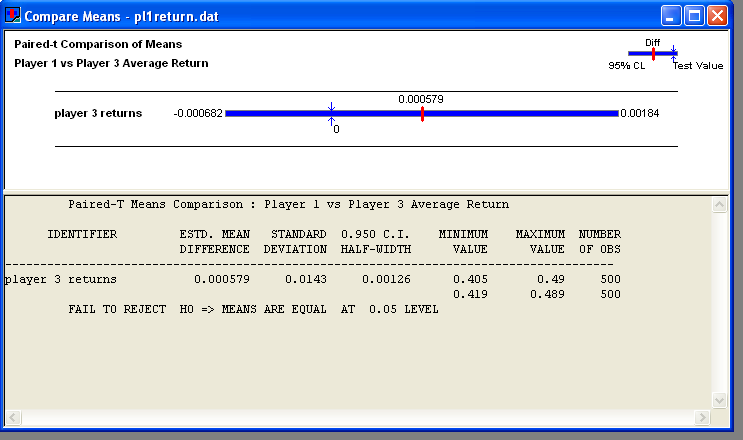 Compare Means - pl1return.dat
Paired-t Comparison of Means
Player 1 vs Player 3 Average Return
Diff
95% CL Test Value
0.000579
player 3 returns -0.000682 0.00184
0
Paired-T Means Comparison : Player 1 vs Player 3 Average Return
IDENTIFIER ESTD. MEAN STANDARD 0.950 C.I. MINIMUM MAXIMUM NUMBER
DIFFERENCE DEVIATION HALF-WIDTH VALUE VALUE OF OBS
player 3 returns 0.000579 0.0143 0.00126 0.405 0.49 500
0.419 0.489 500
FAIL TO REJECT H0 => MEANS ARE EQUAL AT 0.05 LEVEL